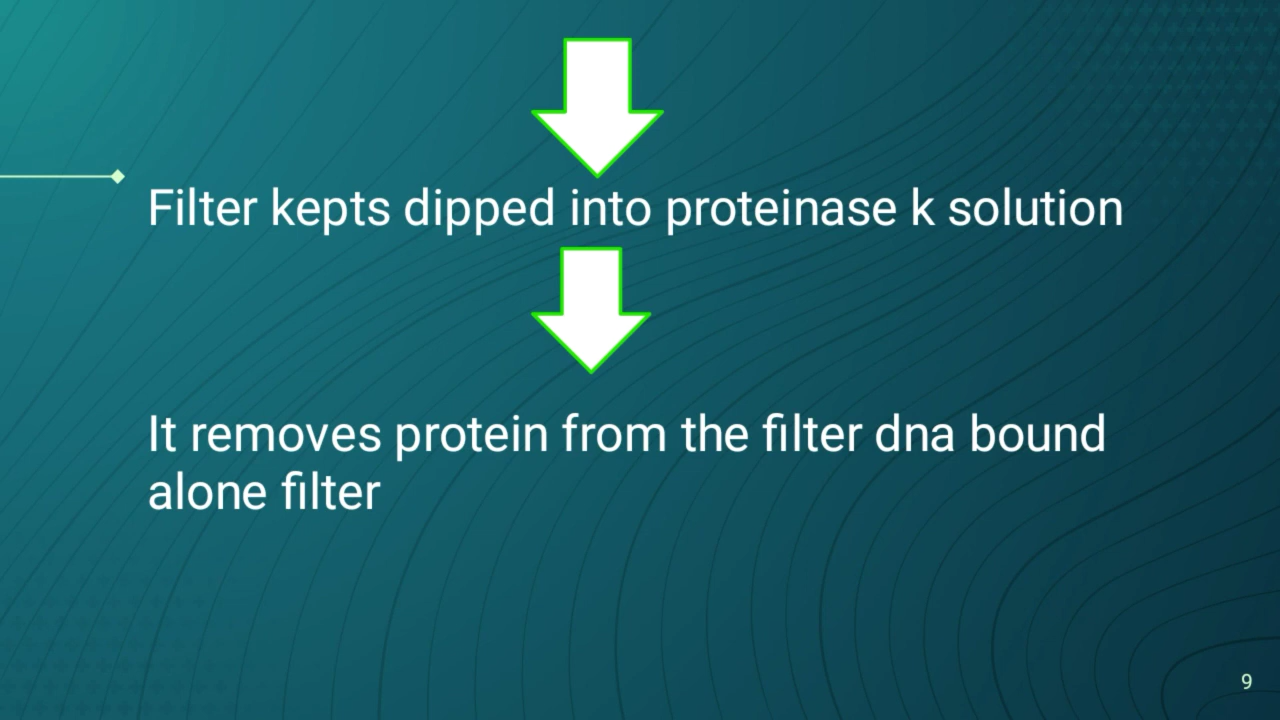 Filter kepts dipped into proteinase k solution
It removes protein from the filter dna bound
alone filter
9